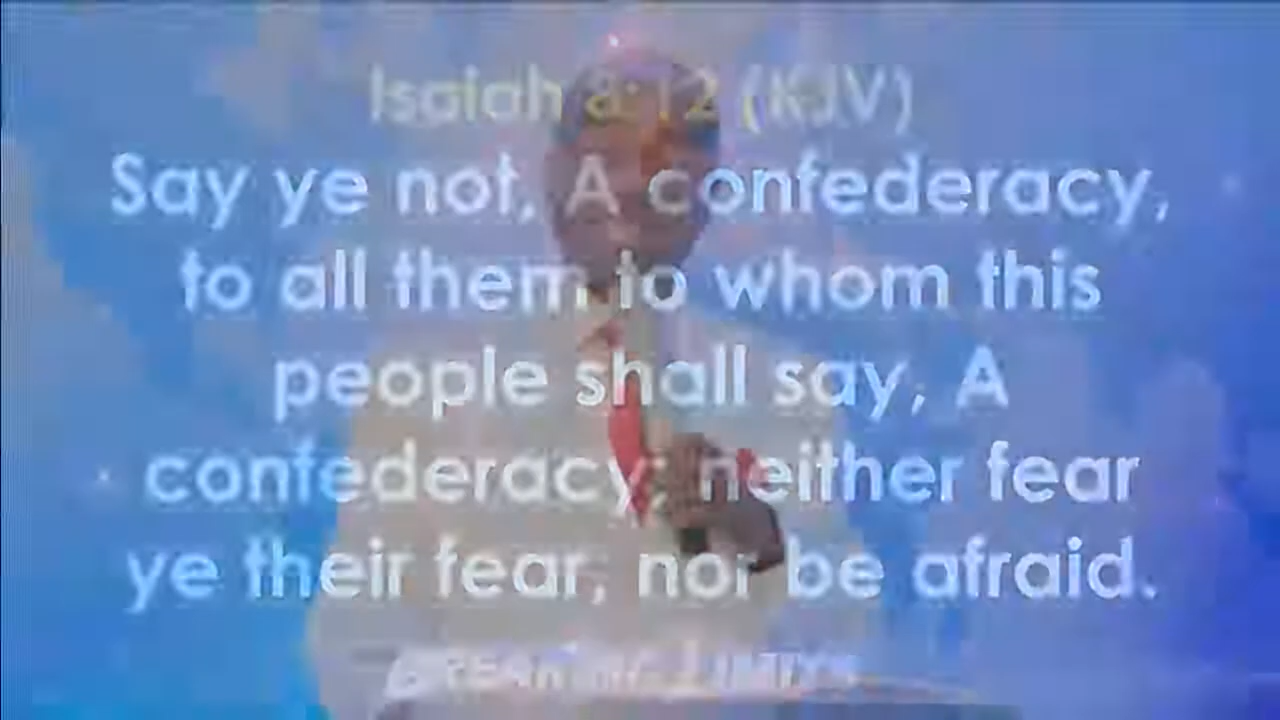 Isaiah 8:12 (KJV)
Say ye not, A confederacy,
to all them to whom this
people shall say, A
confederacy; neither fear
ye their fear, nor be afraid.